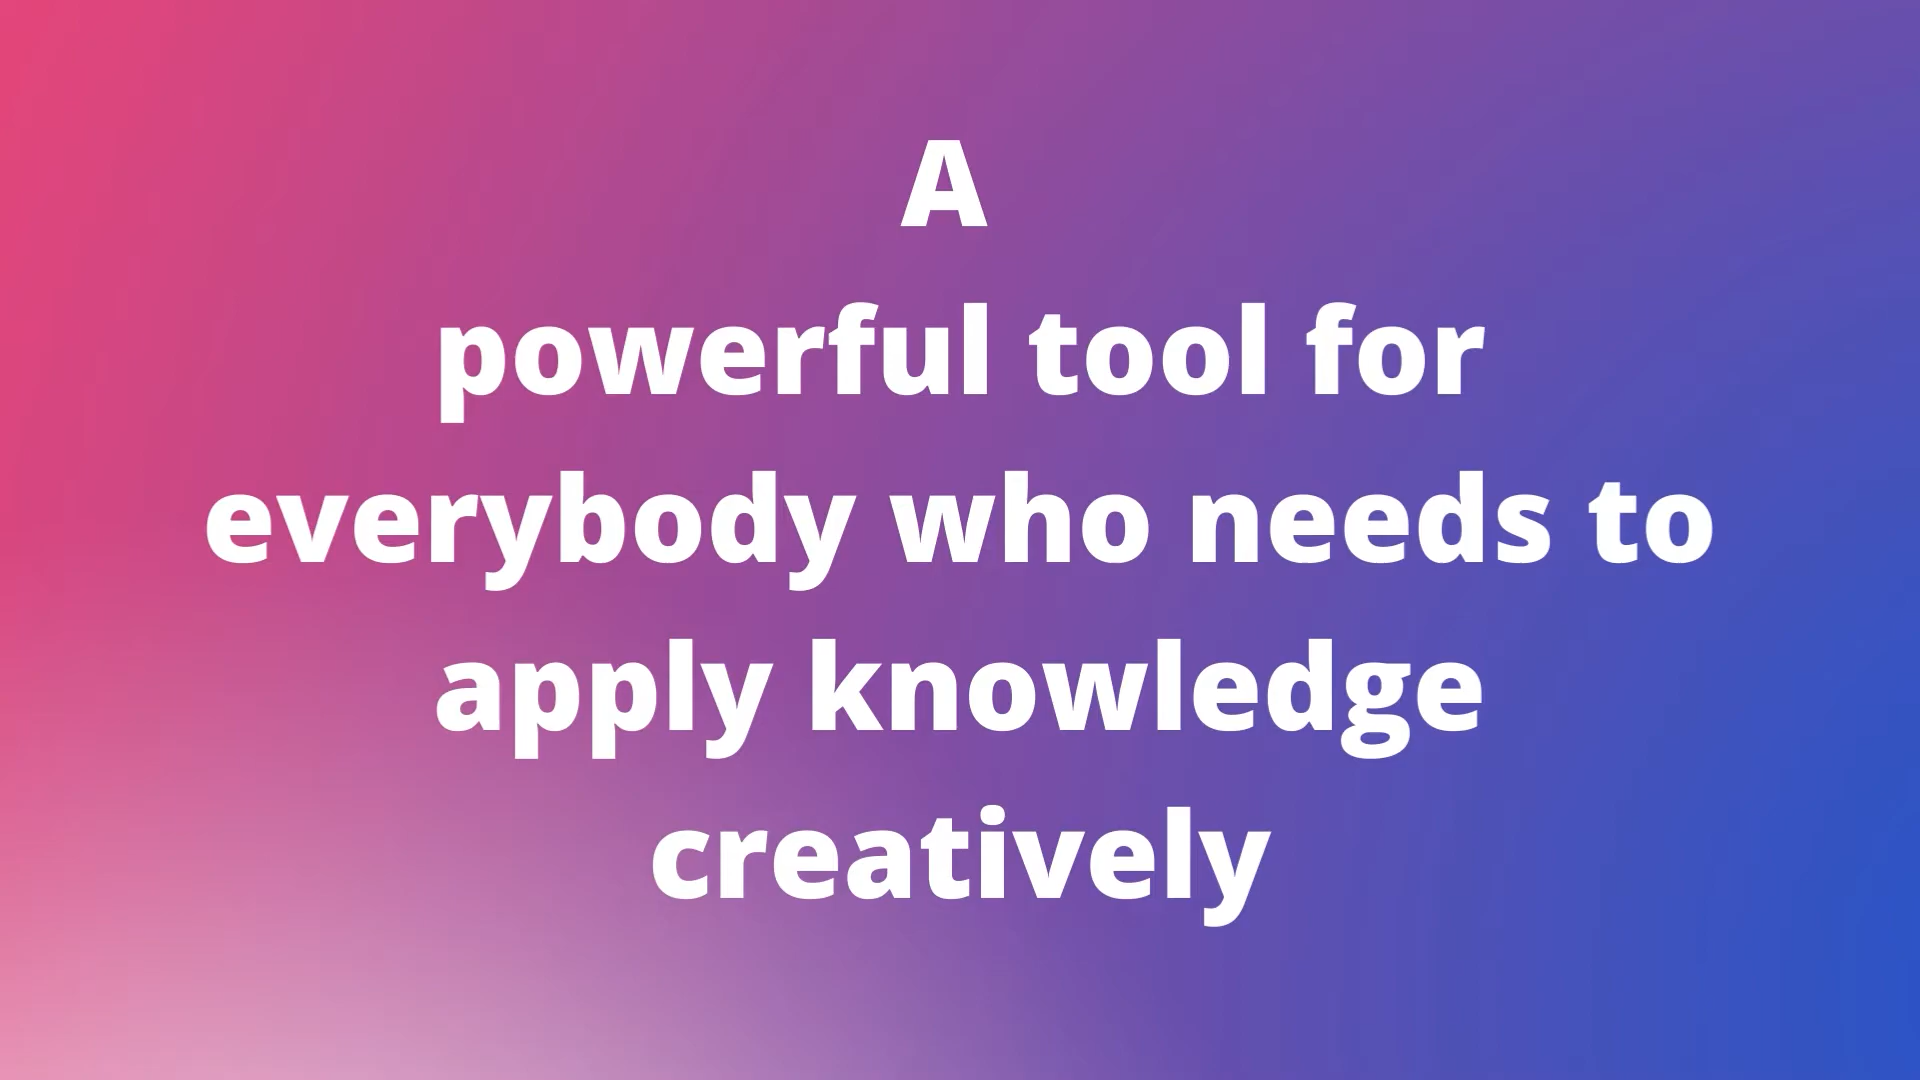 A
powerful tool for
everybody who needs to
apply knowledge
creatively